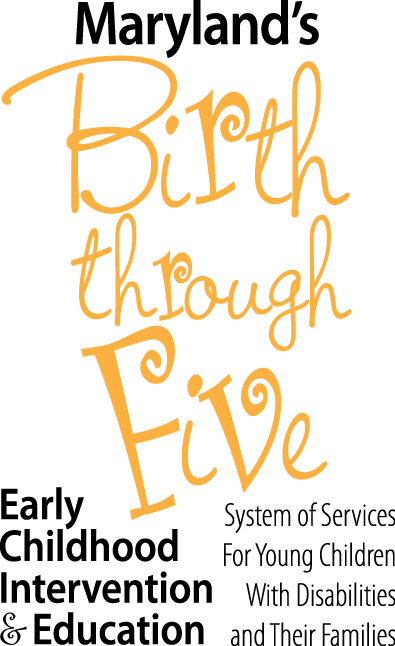 Maryland's
Birth
through
Five
Early
Childhood
Intervention
& Education
System of Services
For Young Children
With Disabilities
and Their Families